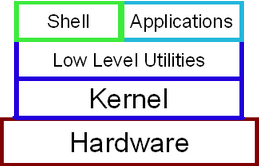 Shell Applications
Low Level Utilities
Kernel
Hardware